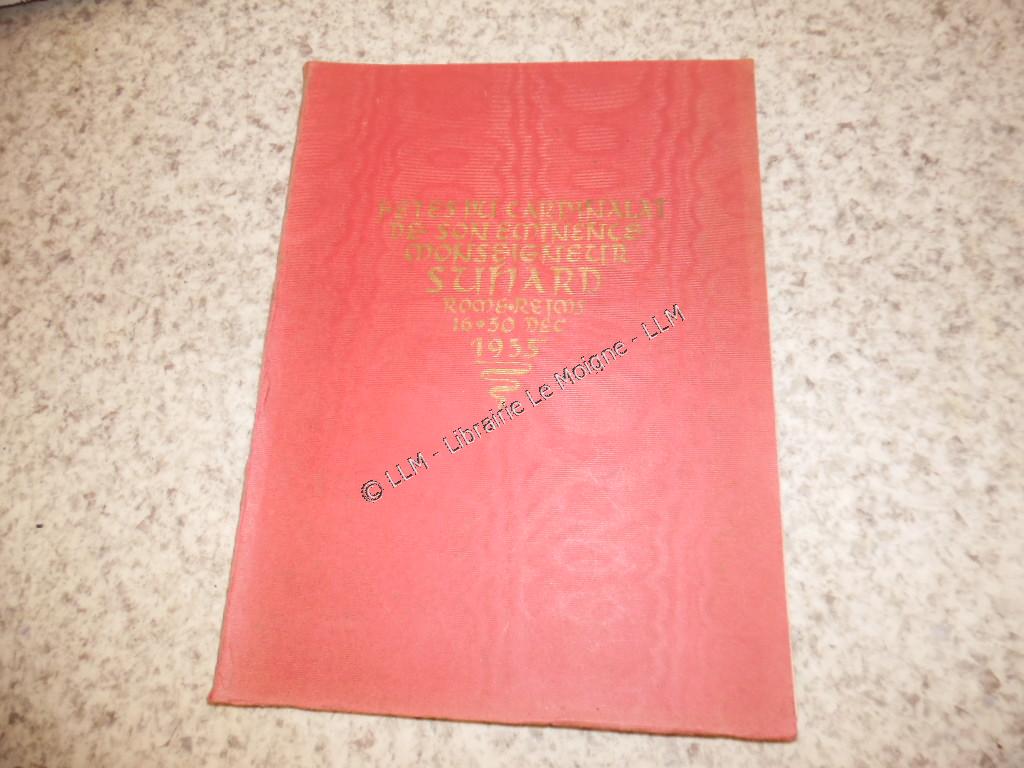 FETES DU CARDINALAT
DE SON EMINENCE
MONSEIGNEUR
SUHARD
ROME • REIMS
16 • 30 DEC
1935
© LLM - Librairie Le Moigne - LLM